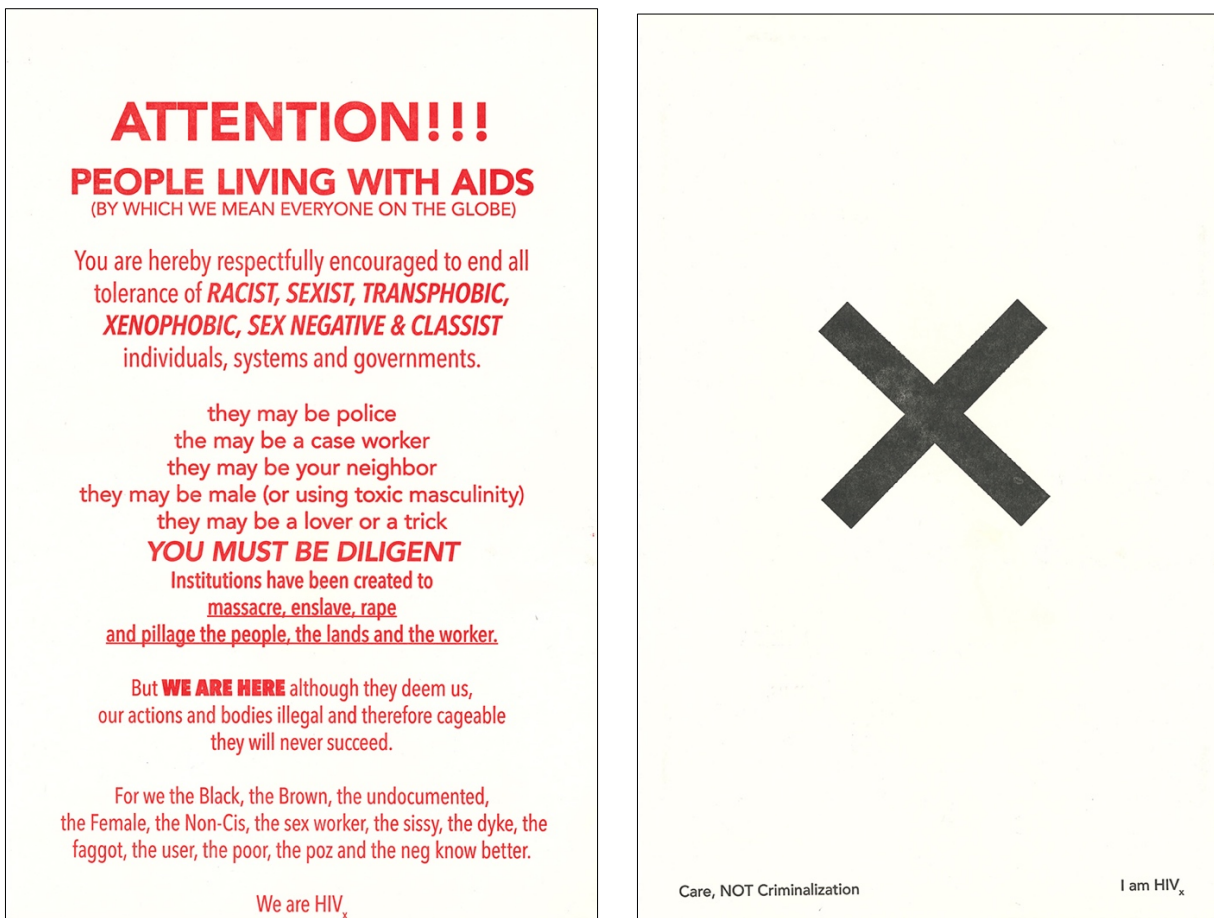 ATTENTION!!!
PEOPLE LIVING WITH AIDS
(BY WHICH WE MEAN EVERYONE ON THE GLOBE)
You are hereby respectfully encouraged to end all
tolerance of RACIST, SEXIST, TRANSPHOBIC,
XENOPHOBIC, SEX NEGATIVE & CLASSIST
individuals, systems and governments.
they may be police
the may be a case worker
they may be your neighbor
they may be male (or using toxic masculinity)
they may be a lover or a trick
YOU MUST BE DILIGENT
Institutions have been created to
massacre, enslave, rape
and pillage the people, the lands and the worker.
But WE ARE HERE although they deem us,
our actions and bodies illegal and therefore cageable
they will never succeed.
For we the Black, the Brown, the undocumented,
the Female, the Non-Cis, the sex worker, the sissy, the dyke, the
faggot, the user, the poor, the poz and the neg know better.
We are HIVx
Care, NOT Criminalization
I am HIVx